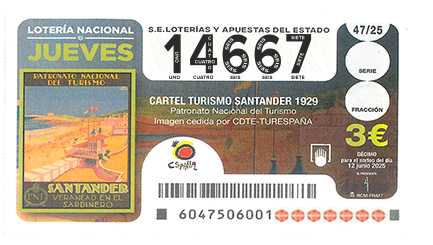 LOTERÍA NACIONAL
JUEVES
PATRONATO NACIONAL
DEL TURISMO
SANTANDER
VERANEAD EN EL
SARDINERO
S.E.LOTERÍAS Y APUESTAS DEL ESTADO
14667
UNO CUATRO SEIS SEIS SIETE
CARTEL TURISMO SANTANDER 1929
Patronato Nacional del Turismo
Imagen cedida por CDTE-TURESPAÑA
España
6047506001
47/25
SERIE
FRACCIÓN
3€
DÉCIMO
para el sorteo del día
12 junio 2025